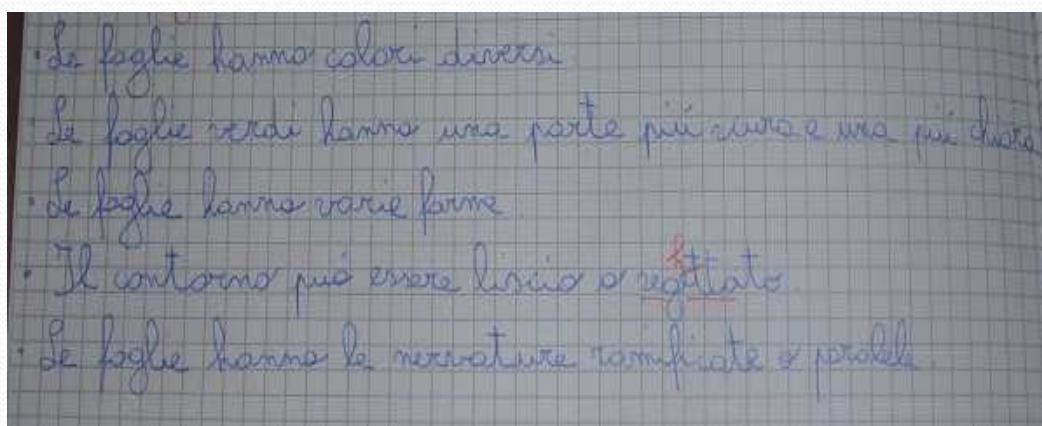 • Le foglie hanno colori diversi.
Le foglie verdi hanno una parte più scura e una più chiara
• Le foglie hanno varie forme.
• Il contorno può essere liscio o segettato.
• Le foglie hanno le nervature ramificate o parallele.